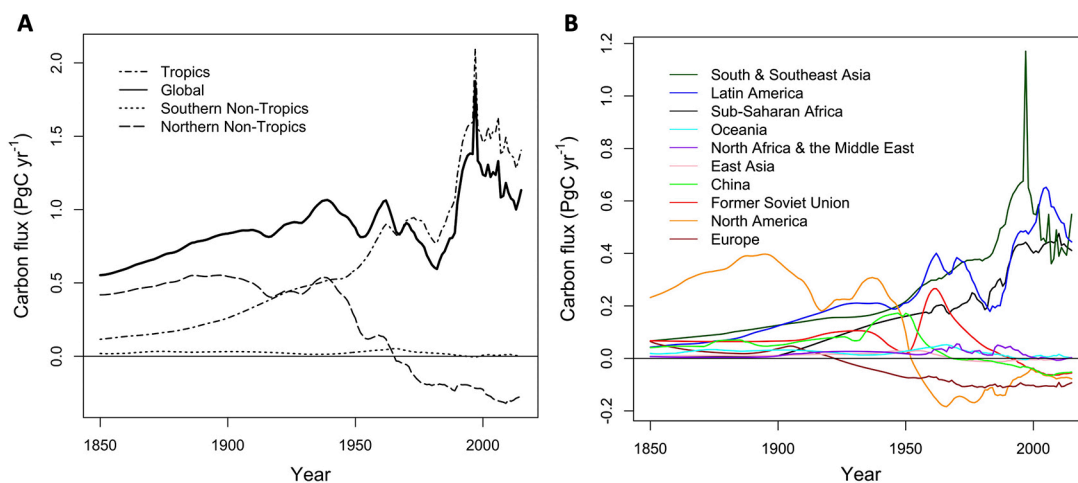 A
Carbon flux (PgC yr⁻¹)
2.0
1.5
1.0
0.5
0.0
Tropics
Global
Southern Non-Tropics
Northern Non-Tropics
1850
1900
1950
2000
Year
B
Carbon flux (PgC yr⁻¹)
1.2
1.0
0.8
0.6
0.4
0.2
0.0
-0.2
South & Southeast Asia
Latin America
Sub-Saharan Africa
Oceania
North Africa & the Middle East
East Asia
China
Former Soviet Union
North America
Europe
1850
1900
1950
2000
Year